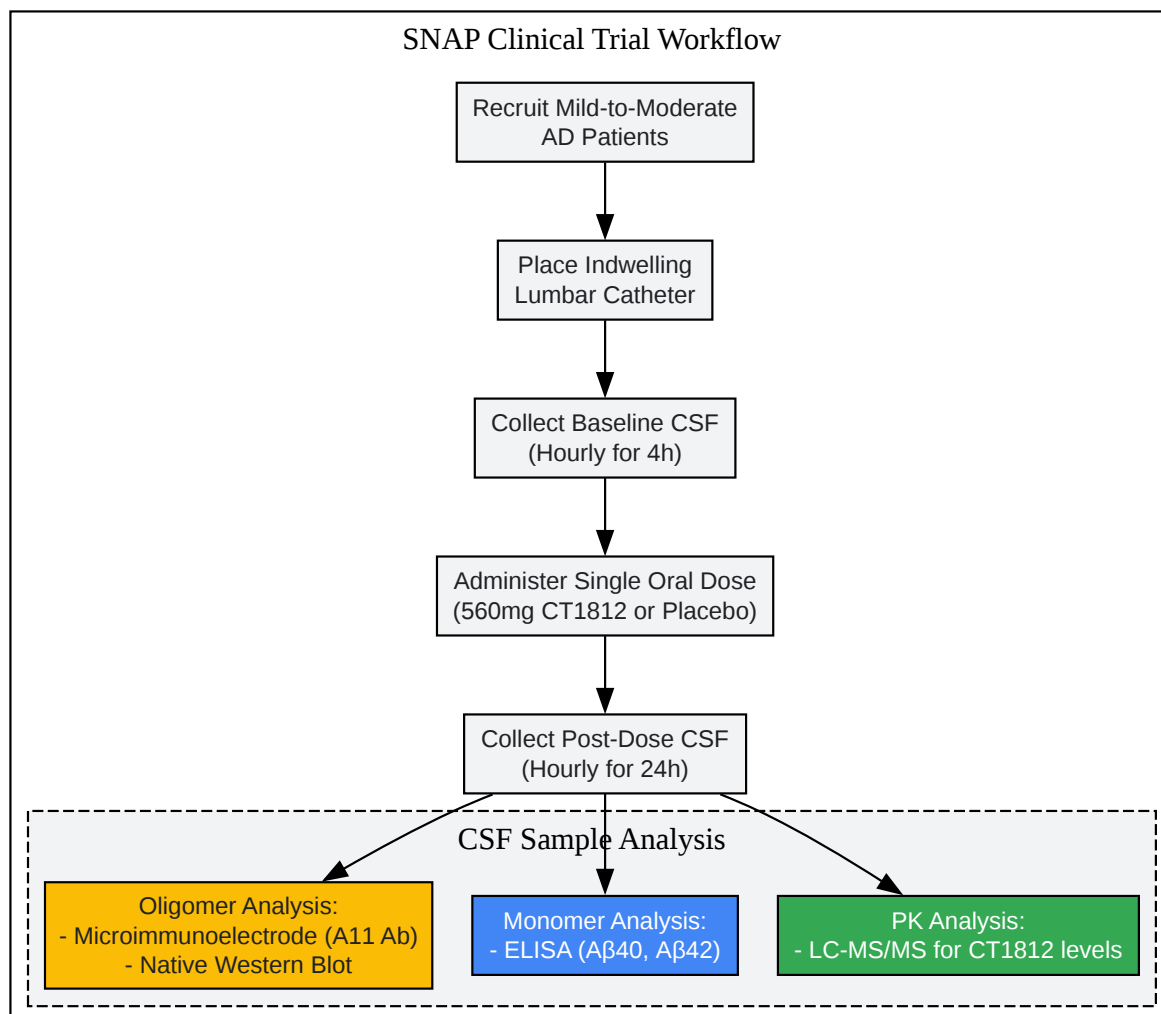 SNAP Clinical Trial Workflow
Recruit Mild-to-Moderate
AD Patients
Place Indwelling
Lumbar Catheter
Collect Baseline CSF
(Hourly for 4h)
Administer Single Oral Dose
(560mg CT1812 or Placebo)
Collect Post-Dose CSF
(Hourly for 24h)
CSF Sample Analysis
Oligomer Analysis:
- Microimmunoelectrode (A11 Ab)
- Native Western Blot
Monomer Analysis:
- ELISA (Aβ40, Aβ42)
PK Analysis:
- LC-MS/MS for CT1812 levels